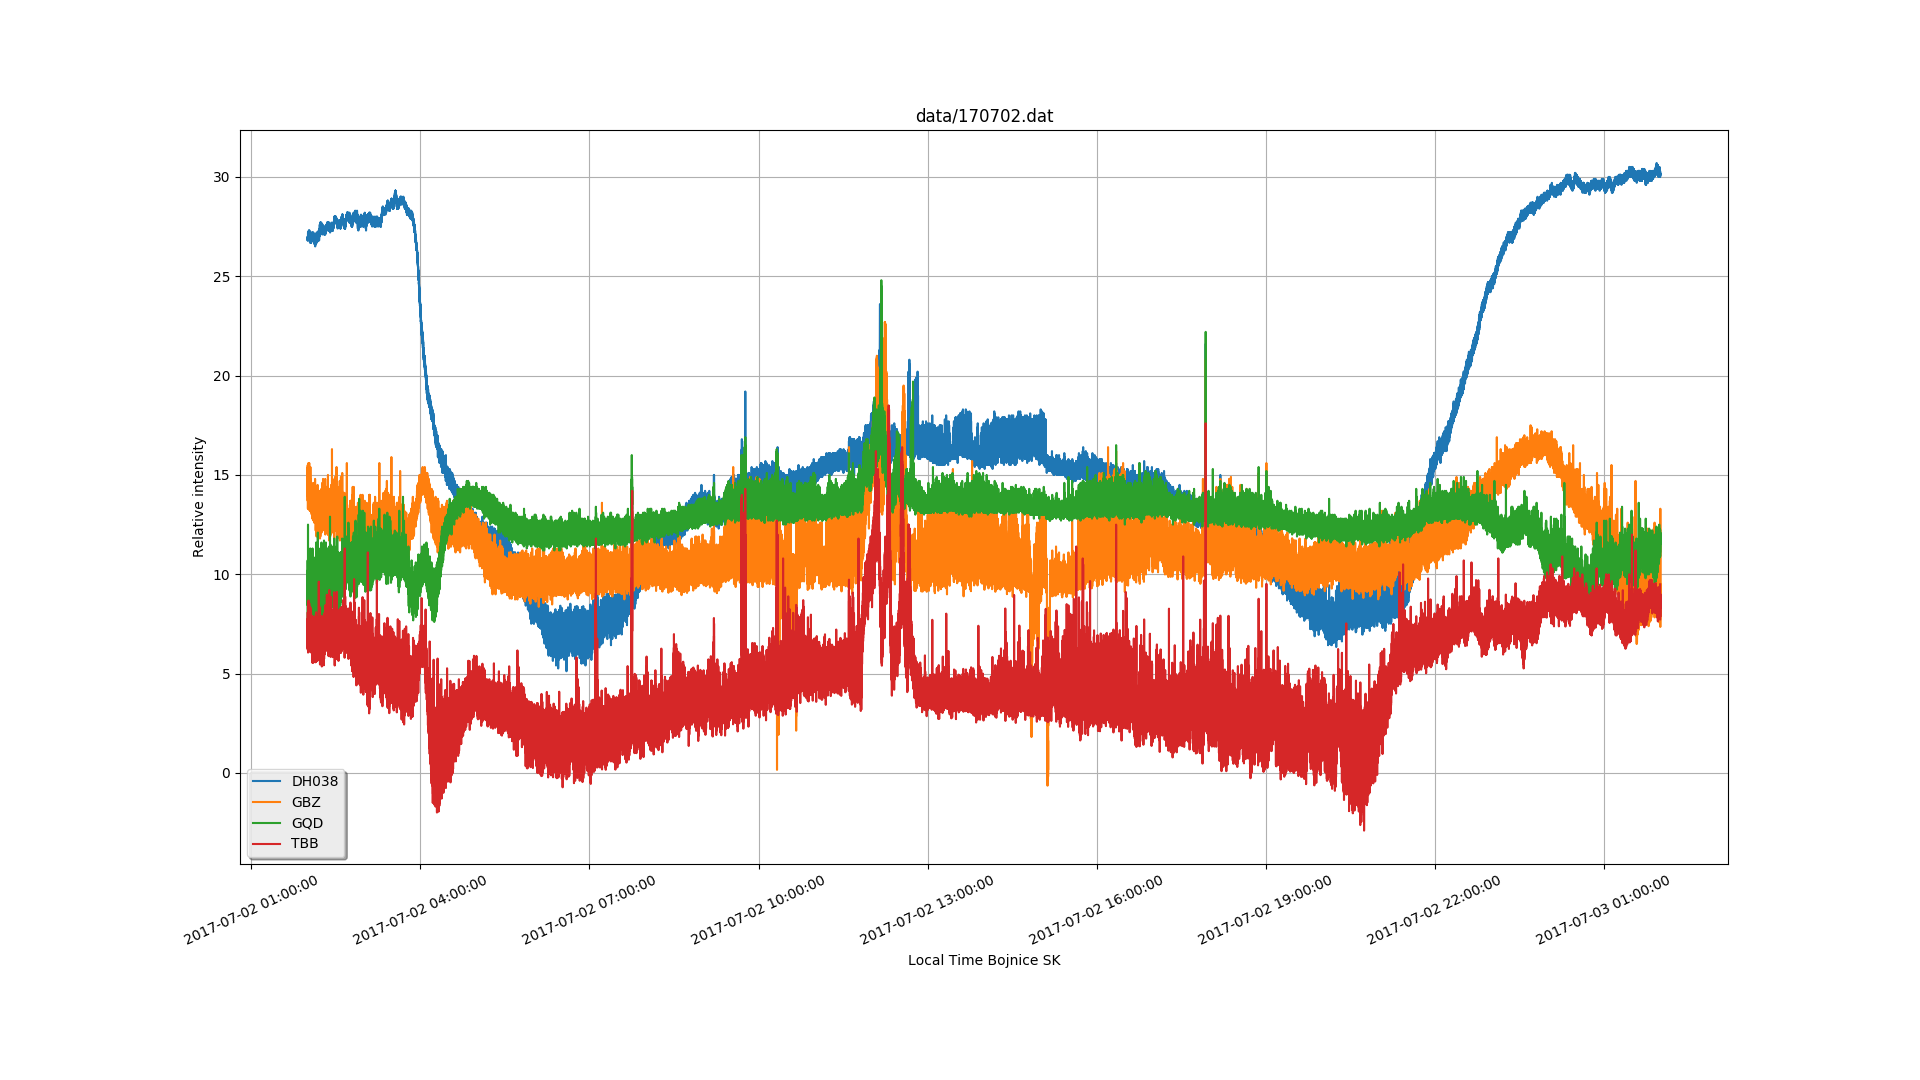 data/170702.dat
Relative intensity
30
25
20
15
10
5
0
DH038
GBZ
GQD
TBB
2017-07-02 01:00:00
2017-07-02 04:00:00
2017-07-02 07:00:00
2017-07-02 10:00:00
2017-07-02 13:00:00
2017-07-02 16:00:00
2017-07-02 19:00:00
2017-07-02 22:00:00
2017-07-03 01:00:00
Local Time Bojnice SK